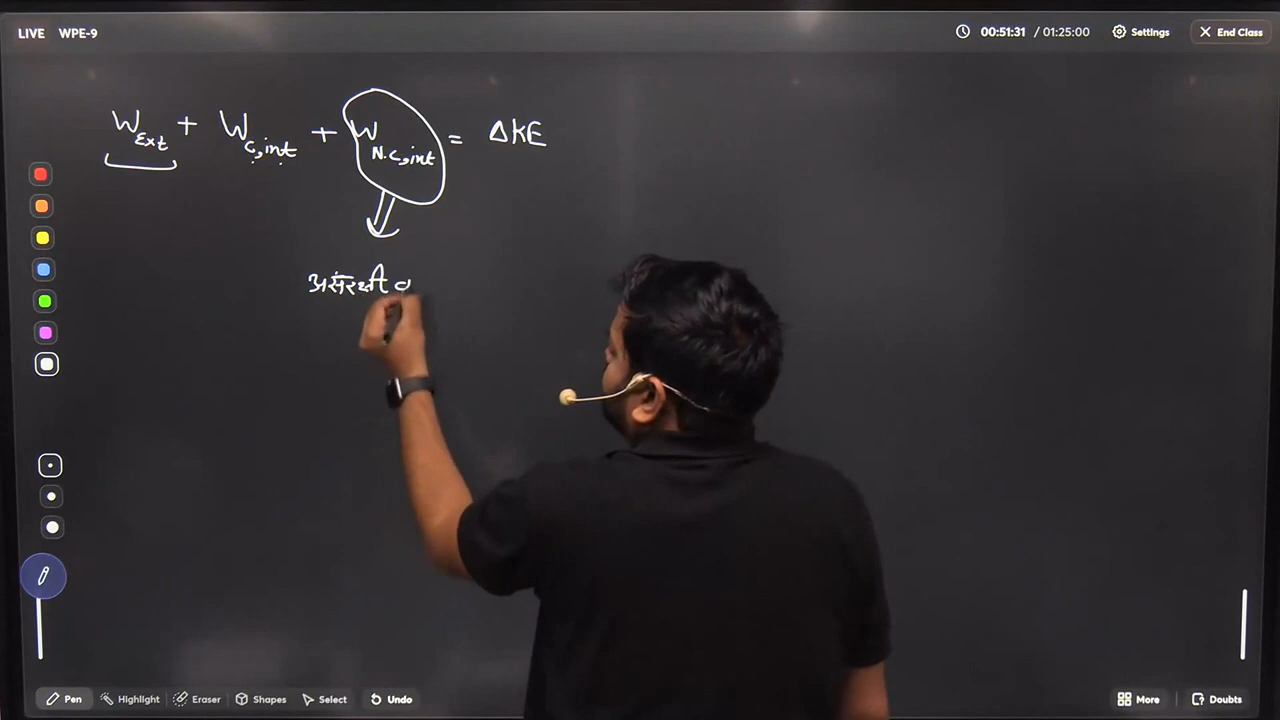 LIVE WPE-9 00:51:31 / 01:25:00 Settings End Class
W_Ext + W_c,int + W_N.c,int = ΔKE
Pen Highlight Eraser Shapes Select Undo More Doubts